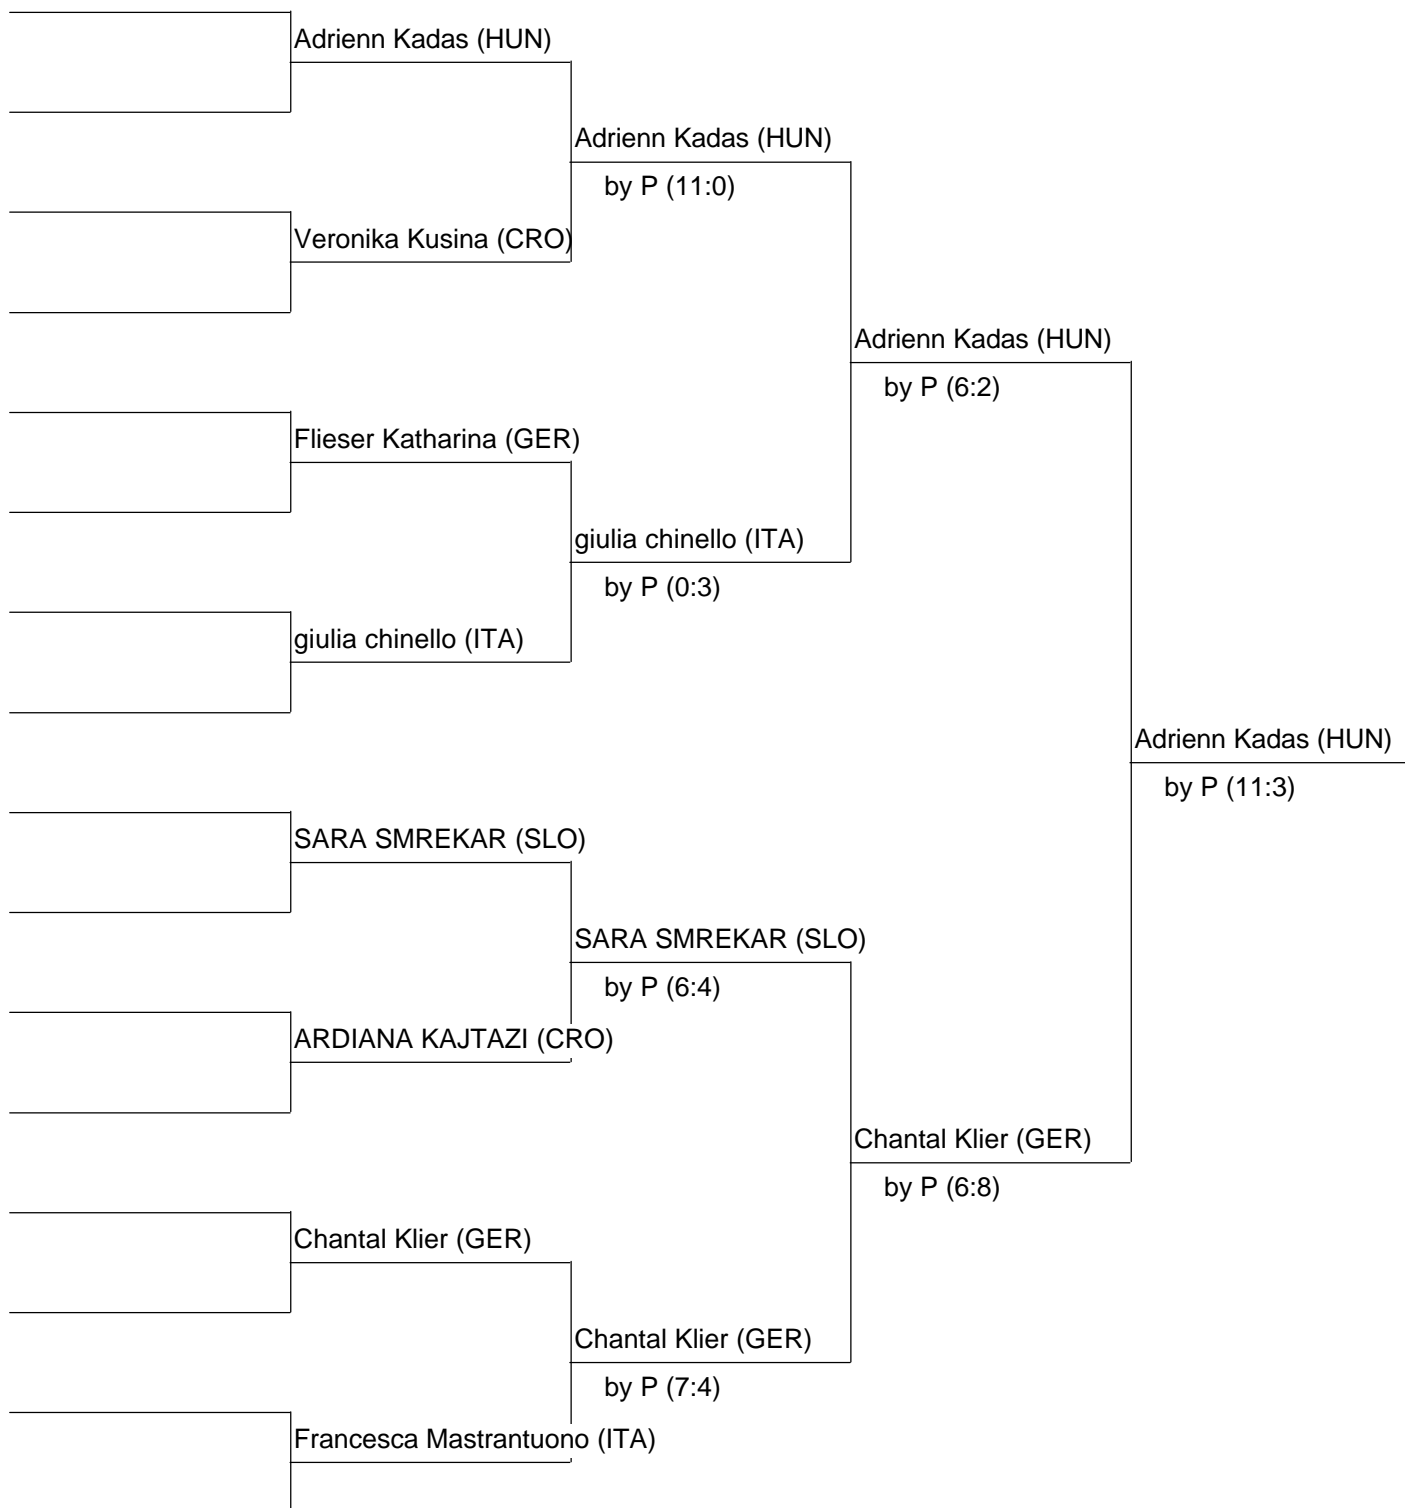 Adrienn Kadas (HUN)
Adrienn Kadas (HUN)
by P (11:0)
Veronika Kusina (CRO)
Adrienn Kadas (HUN)
by P (6:2)
Flieser Katharina (GER)
giulia chinello (ITA)
by P (0:3)
giulia chinello (ITA)
Adrienn Kadas (HUN)
by P (11:3)
SARA SMREKAR (SLO)
SARA SMREKAR (SLO)
by P (6:4)
ARDIANA KAJTAZI (CRO)
Chantal Klier (GER)
by P (6:8)
Chantal Klier (GER)
Chantal Klier (GER)
by P (7:4)
Francesca Mastrantuono (ITA)